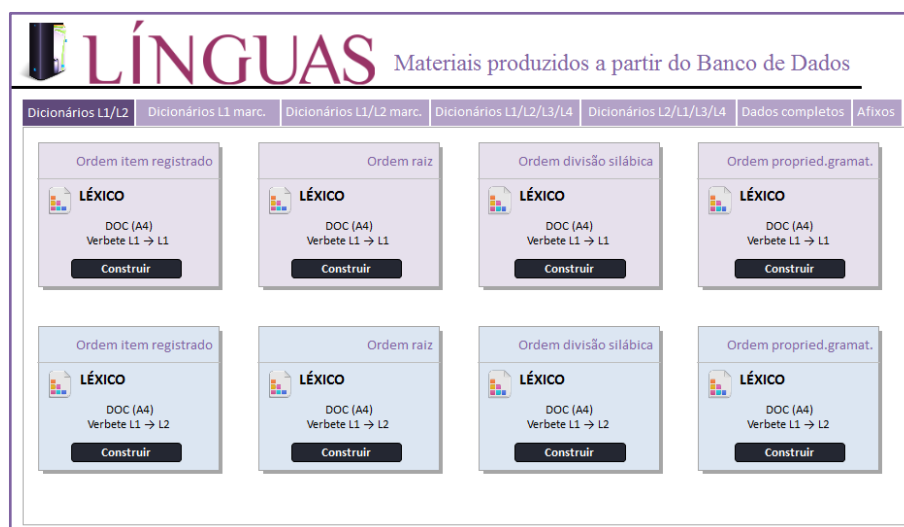 LÍNGUAS Materiais produzidos a partir do Banco de Dados
Dicionários L1/L2 Dicionários L1 marc. Dicionários L1/L2 marc. Dicionários L1/L2/L3/L4 Dicionários L2/L1/L3/L4 Dados completos Afixos
Ordem item registrado
LÉXICO
DOC (A4)
Verbete L1 → L1
Construir
Ordem raiz
LÉXICO
DOC (A4)
Verbete L1 → L1
Construir
Ordem divisão silábica
LÉXICO
DOC (A4)
Verbete L1 → L1
Construir
Ordem propried.gramat.
LÉXICO
DOC (A4)
Verbete L1 → L1
Construir
Ordem item registrado
LÉXICO
DOC (A4)
Verbete L1 → L2
Construir
Ordem raiz
LÉXICO
DOC (A4)
Verbete L1 → L2
Construir
Ordem divisão silábica
LÉXICO
DOC (A4)
Verbete L1 → L2
Construir
Ordem propried.gramat.
LÉXICO
DOC (A4)
Verbete L1 → L2
Construir